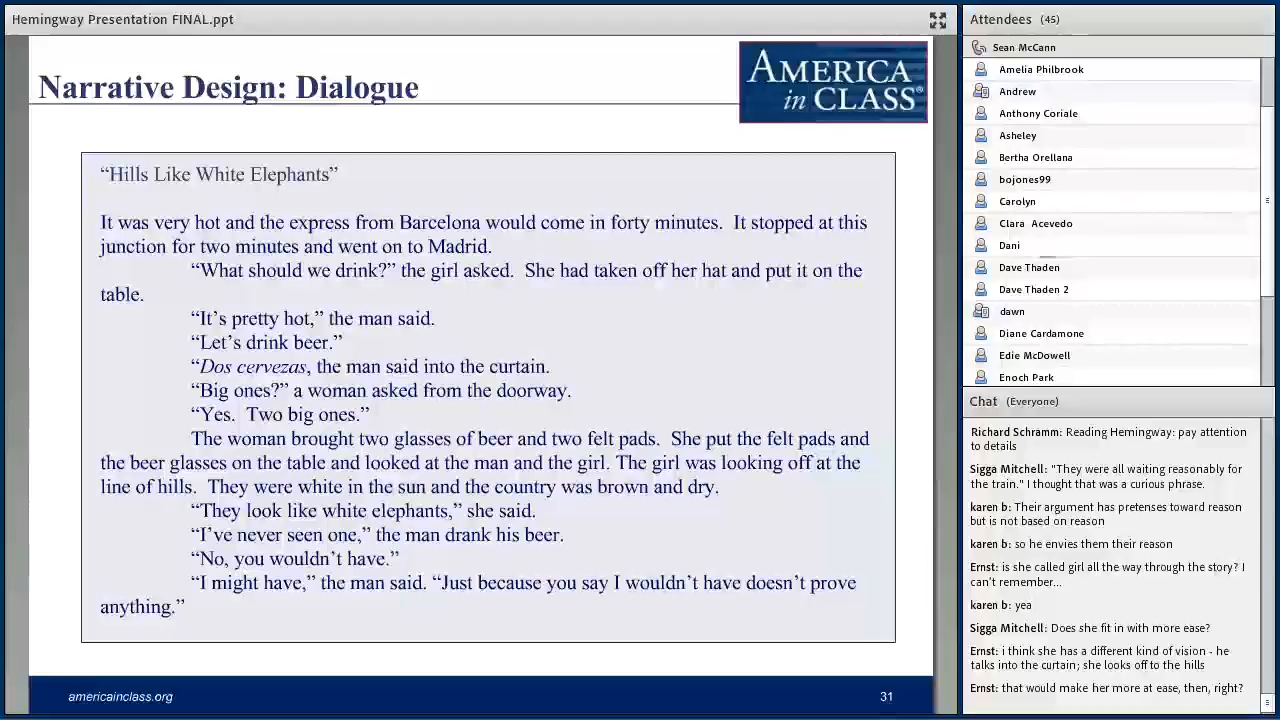 Hemingway Presentation FINAL.ppt
Narrative Design: Dialogue
AMERICA
in CLASS®
“Hills Like White Elephants”
It was very hot and the express from Barcelona would come in forty minutes.  It stopped at this
junction for two minutes and went on to Madrid.
“What should we drink?” the girl asked.  She had taken off her hat and put it on the
table.
“It’s pretty hot,” the man said.
“Let’s drink beer.”
“Dos cervezas, the man said into the curtain.
“Big ones?” a woman asked from the doorway.
“Yes.  Two big ones.”
The woman brought two glasses of beer and two felt pads.  She put the felt pads and
the beer glasses on the table and looked at the man and the girl. The girl was looking off at the
line of hills.  They were white in the sun and the country was brown and dry.
“They look like white elephants,” she said.
“I’ve never seen one,” the man drank his beer.
“No, you wouldn’t have.”
“I might have,” the man said. “Just because you say I wouldn’t have doesn’t prove
anything.”
americainclass.org
31
Attendees (45)
Sean McCann
Amelia Philbrook
Andrew
Anthony Coriale
Asheley
Bertha Orellana
bojones99
Carolyn
Clara  Acevedo
Dani
Dave Thaden
Dave Thaden 2
dawn
Diane Cardamone
Edie McDowell
Enoch Park
Chat (Everyone)
Richard Schramm: Reading Hemingway: pay attention
to details
Sigga Mitchell: "They were all waiting reasonably for
the train." I thought that was a curious phrase.
karen b: Their argument has pretenses toward reason
but is not based on reason
karen b: so he envies them their reason
Ernst: is she called girl all the way through the story? I
can't remember...
karen b: yea
Sigga Mitchell: Does she fit in with more ease?
Ernst: i think she has a different kind of vision - he
talks into the curtain; she looks off to the hills
Ernst: that would make her more at ease, then, right?